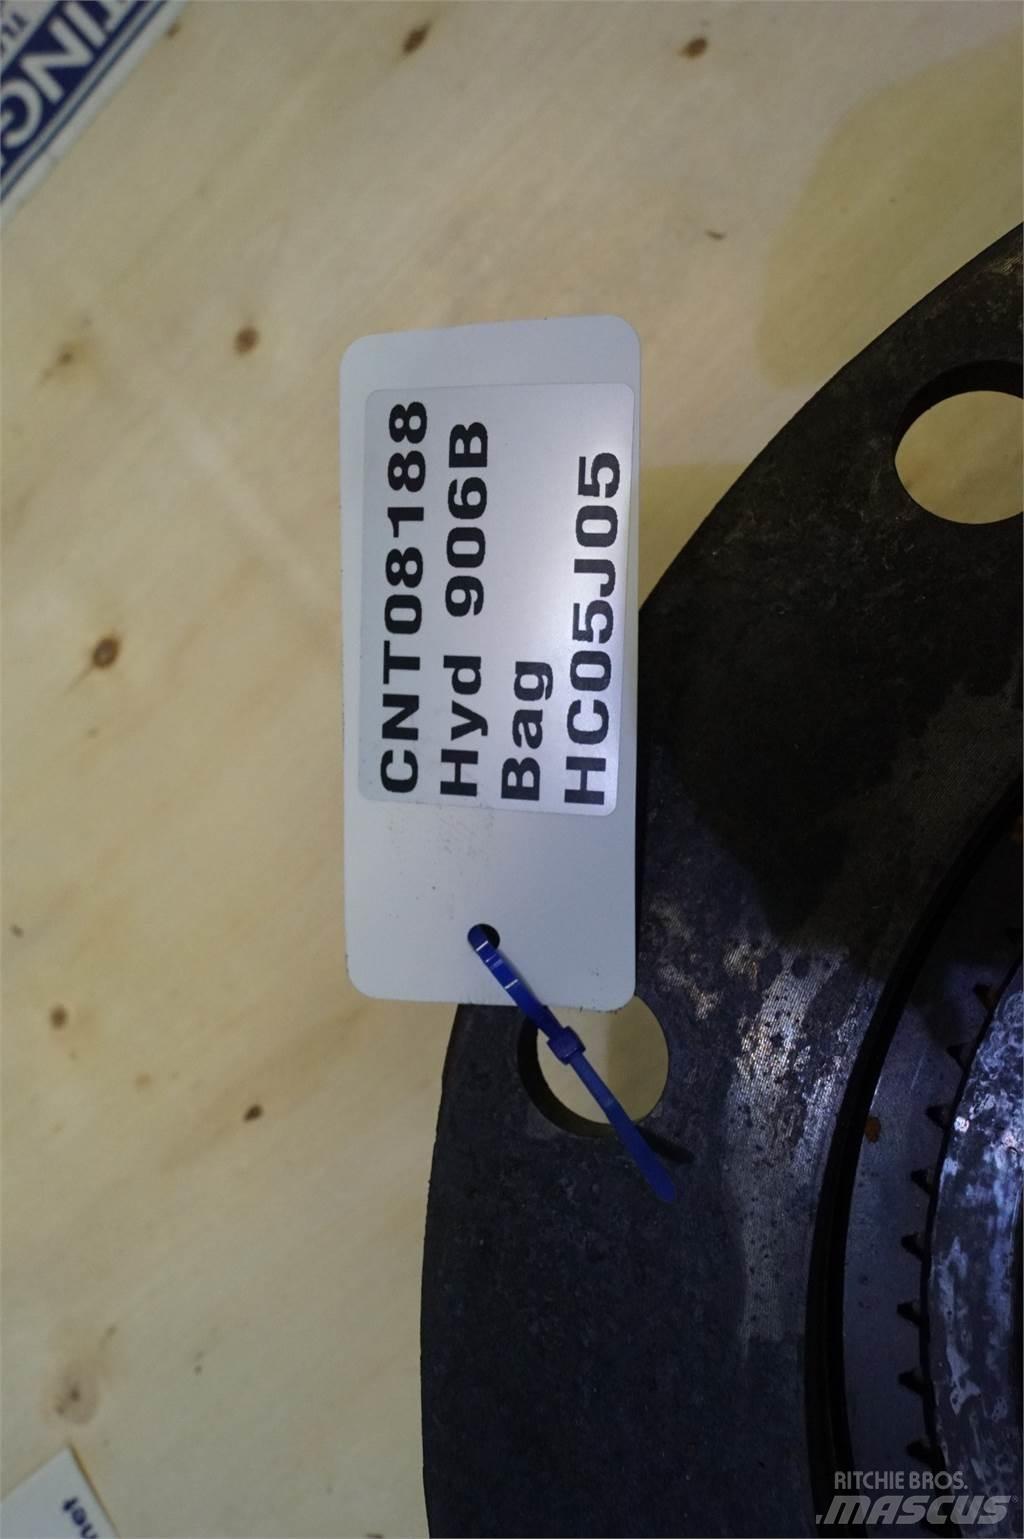 CNT08188
Hyd 906B
Bag
HC05J05
RITCHIE BROS.
MASCUS